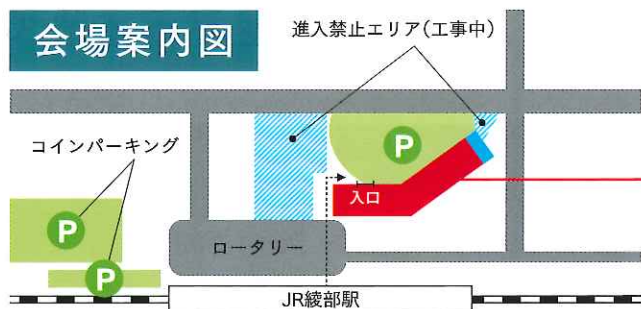 会場案内図
進入禁止エリア(工事中)
コインパーキング
P
入口
P
ロータリー
P
JR綾部駅